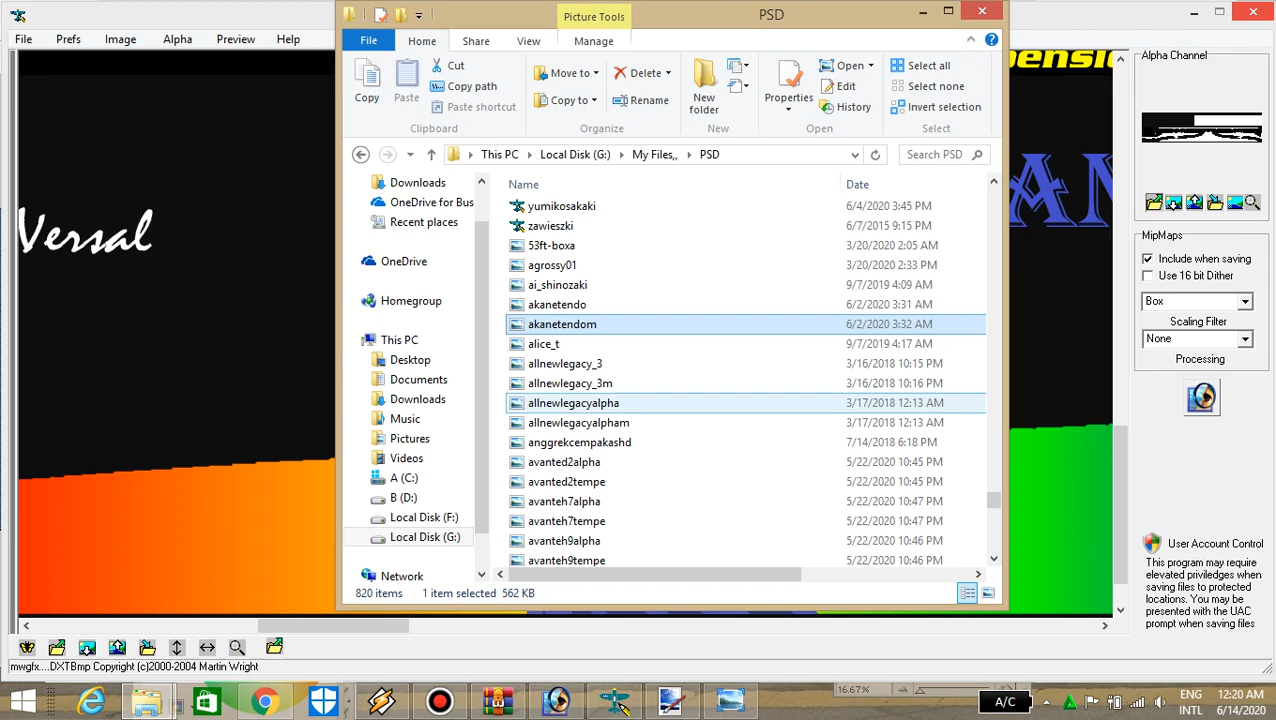 File Prefs Image Alpha Preview Help
Picture Tools
PSD
File Home Share View Manage
Copy
Paste
Cut
Copy path
Paste shortcut
Clipboard
Move to
Copy to
Delete
Rename
Organize
New folder
New
Properties
Open
Edit
History
Open
Select all
Select none
Invert selection
Select
This PC Local Disk (G:) My Files,, PSD
Search PSD
Downloads
OneDrive for Bus
Recent places
OneDrive
Homegroup
This PC
Desktop
Documents
Downloads
Music
Pictures
Videos
A (C:)
B (D:)
Local Disk (F:)
Local Disk (G:)
Network
Name Date
yumikosakaki 6/4/2020 3:45 PM
zawieszki 6/7/2015 9:15 PM
53ft-boxa 3/20/2020 2:05 AM
agrossy01 3/20/2020 2:33 PM
ai_shinozaki 9/7/2019 4:09 AM
akanetendo 6/2/2020 3:31 AM
akanetendom 6/2/2020 3:32 AM
alice_t 9/7/2019 4:17 AM
allnewlegacy_3 3/16/2018 10:15 PM
allnewlegacy_3m 3/16/2018 10:16 PM
allnewlegacyalpha 3/17/2018 12:13 AM
allnewlegacyalpham 3/17/2018 12:13 AM
anggrekcempakashd 7/14/2018 6:18 PM
avanted2alpha 5/22/2020 10:45 PM
avanted2tempe 5/22/2020 10:45 PM
avanteh7alpha 5/22/2020 10:47 PM
avanteh7tempe 5/22/2020 10:47 PM
avanteh9alpha 5/22/2020 10:46 PM
avanteh9tempe 5/22/2020 10:46 PM
820 items 1 item selected 562 KB
Versal
pensio
AN
Alpha Channel
MipMaps
Include when saving
Use 16 bit Dither
Box
Scaling Filter
None
Processing
User Account Control
This program may require
elevated priviledges when
saving files to protected
locations. You may be
presented with the UAC
prompt when saving files
mwgfx....DXTBmp Copyright (c)2000-2004 Martin Wright
16.67%
A/C
ENG
INTL
12:20 AM
6/14/2020